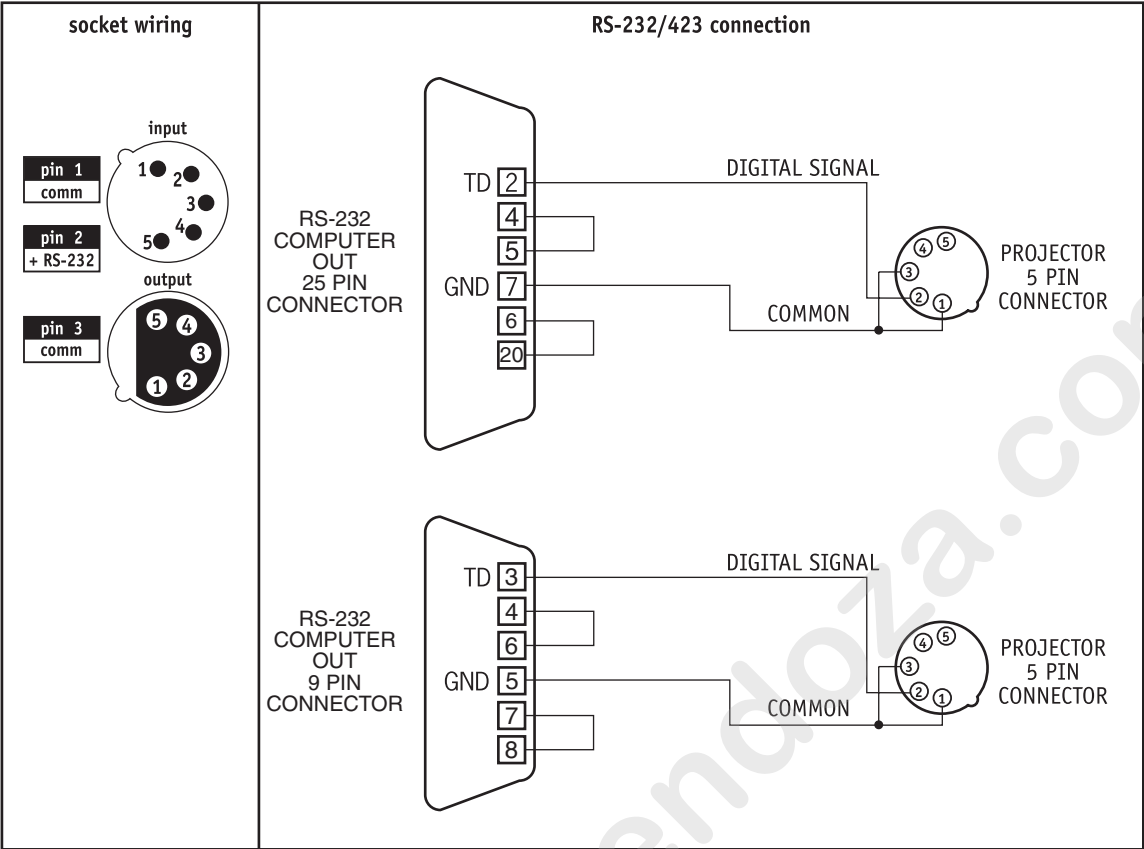 socket wiring
RS-232/423 connection
input
pin 1
comm
pin 2
+ RS-232
1
2
3
4
5
output
pin 3
comm
5
4
3
2
1
RS-232
COMPUTER
OUT
25 PIN
CONNECTOR
TD 2
4
5
GND 7
6
20
DIGITAL SIGNAL
COMMON
4
5
3
2
1
PROJECTOR
5 PIN
CONNECTOR
RS-232
COMPUTER
OUT
9 PIN
CONNECTOR
TD 3
4
6
GND 5
7
8
DIGITAL SIGNAL
COMMON
4
5
3
2
1
PROJECTOR
5 PIN
CONNECTOR
endoza.com